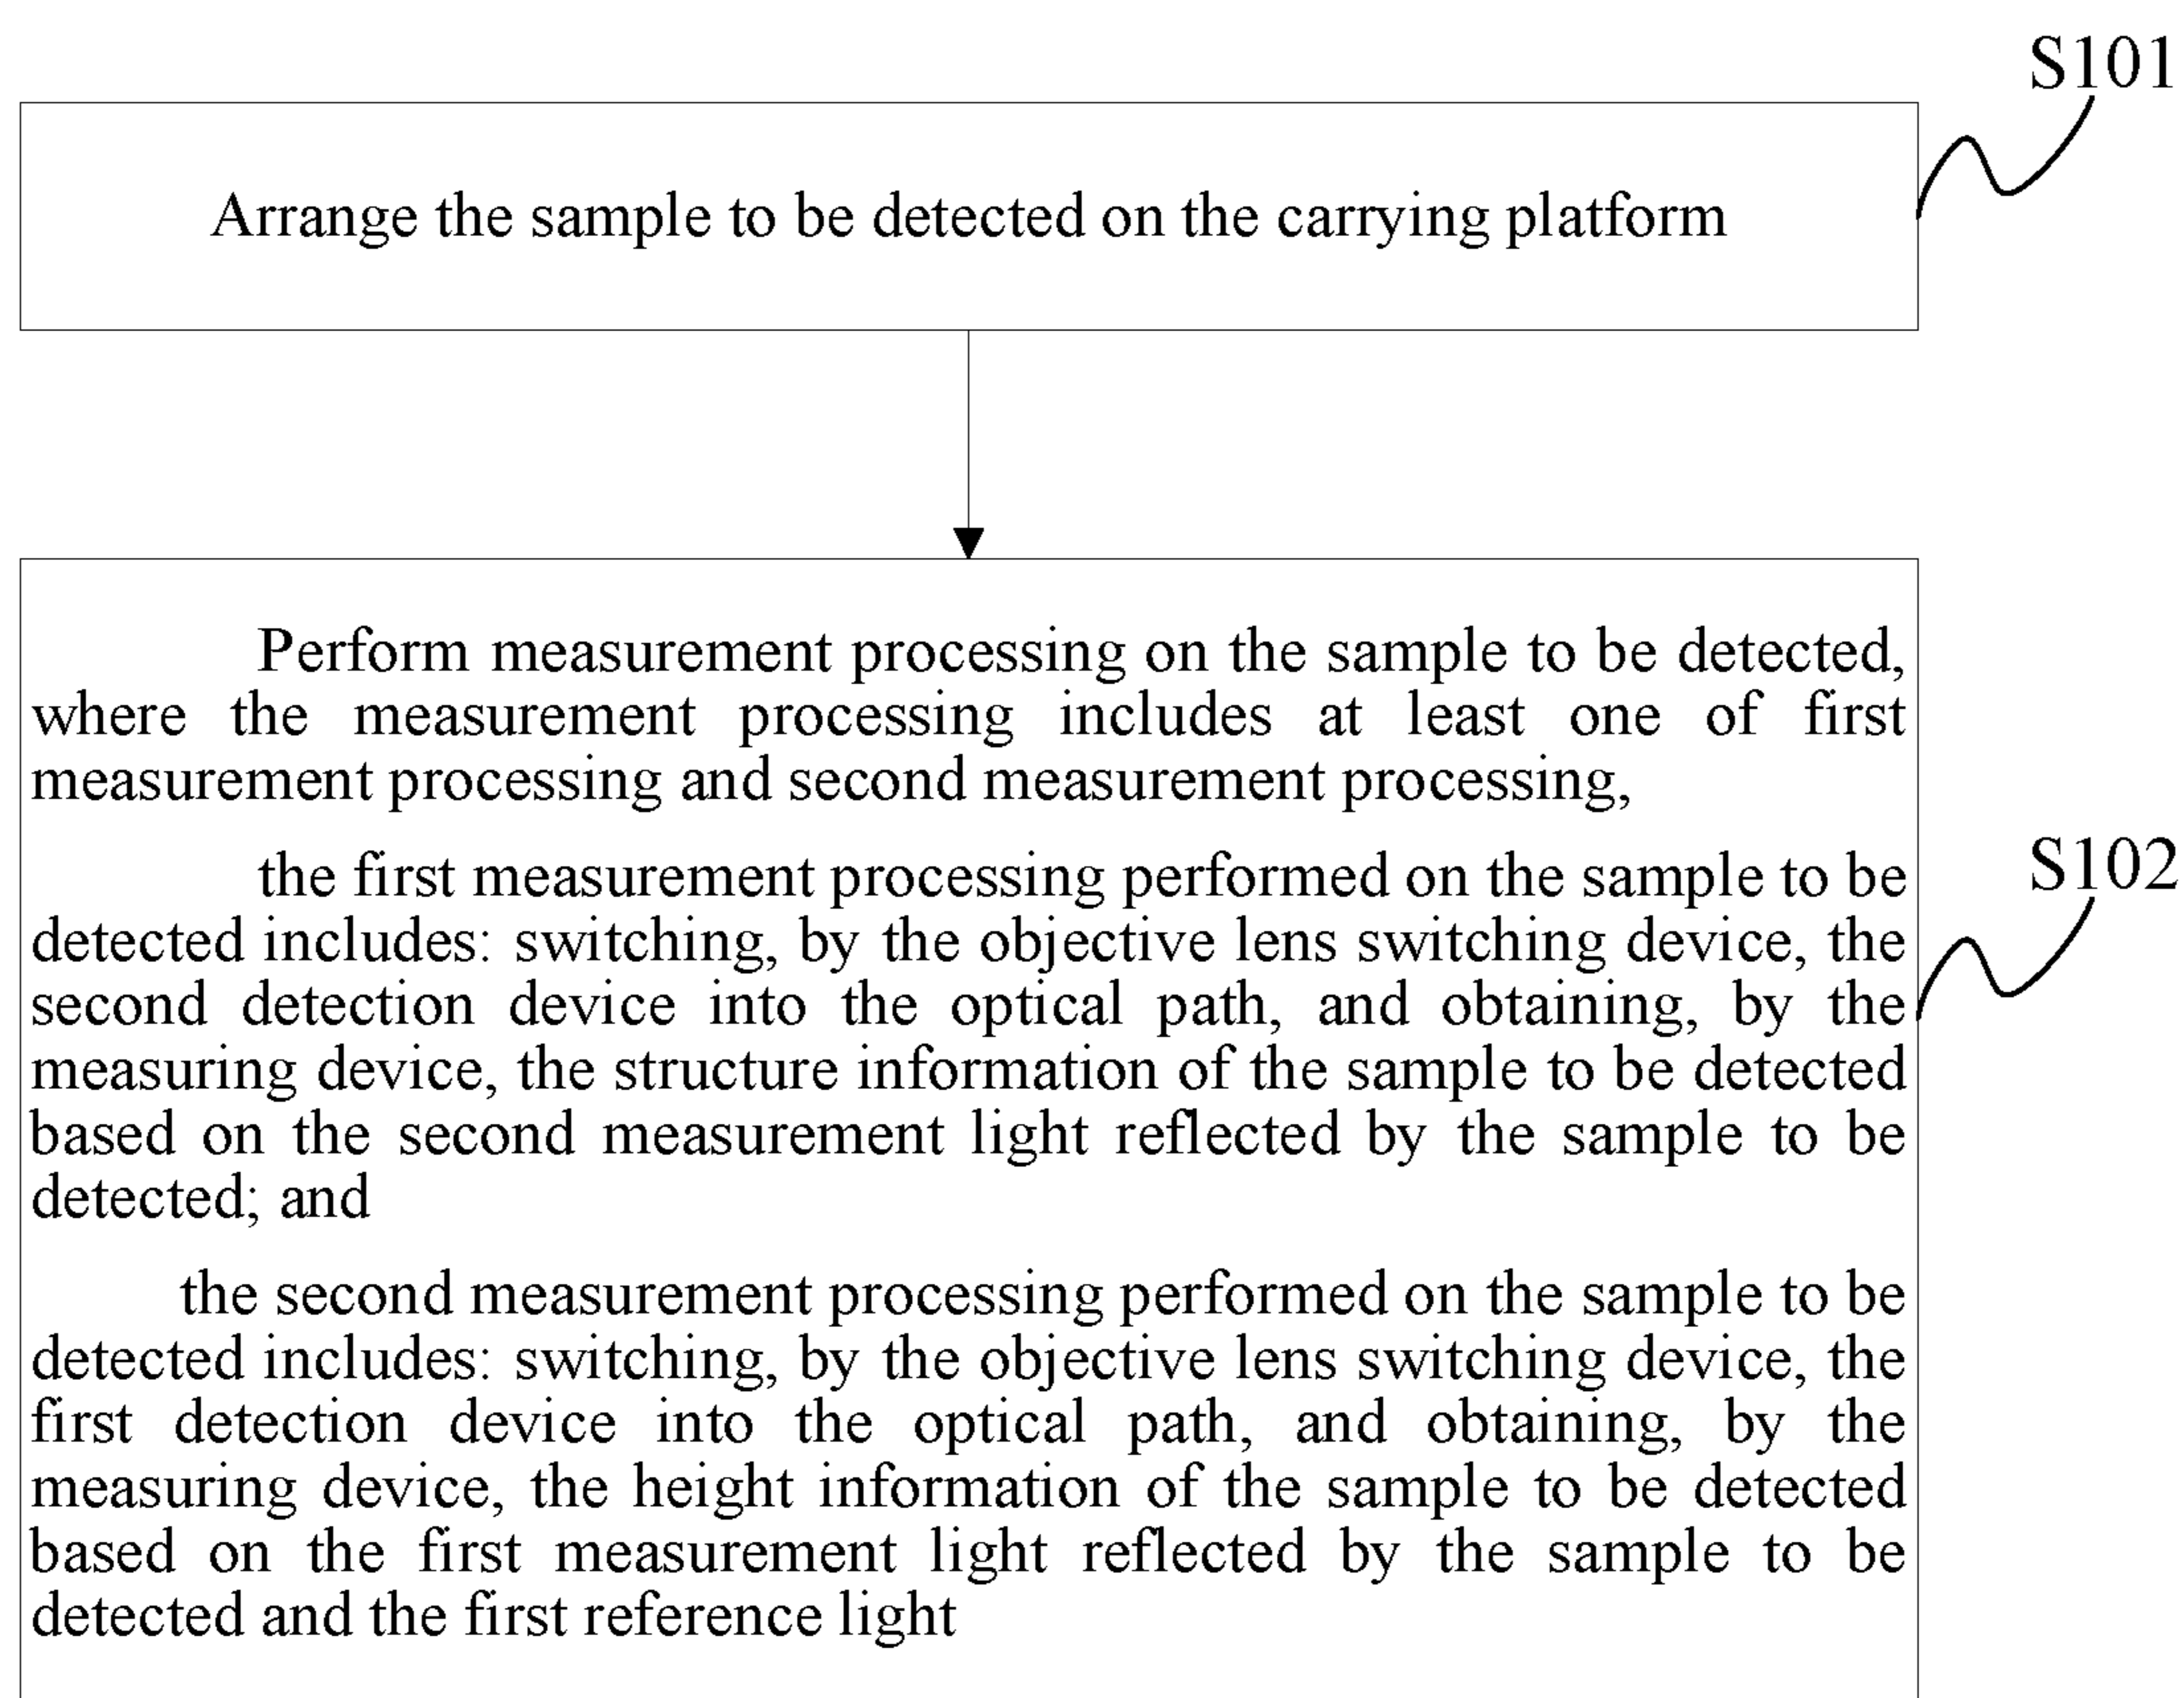 S101
Arrange the sample to be detected on the carrying platform
Perform measurement processing on the sample to be detected,
where the measurement processing includes at least one of first
measurement processing and second measurement processing,
the first measurement processing performed on the sample to be
detected includes: switching, by the objective lens switching device, the
second detection device into the optical path, and obtaining, by the
measuring device, the structure information of the sample to be detected
based on the second measurement light reflected by the sample to be
detected; and
S102
the second measurement processing performed on the sample to be
detected includes: switching, by the objective lens switching device, the
first detection device into the optical path, and obtaining, by the
measuring device, the height information of the sample to be detected
based on the first measurement light reflected by the sample to be
detected and the first reference light